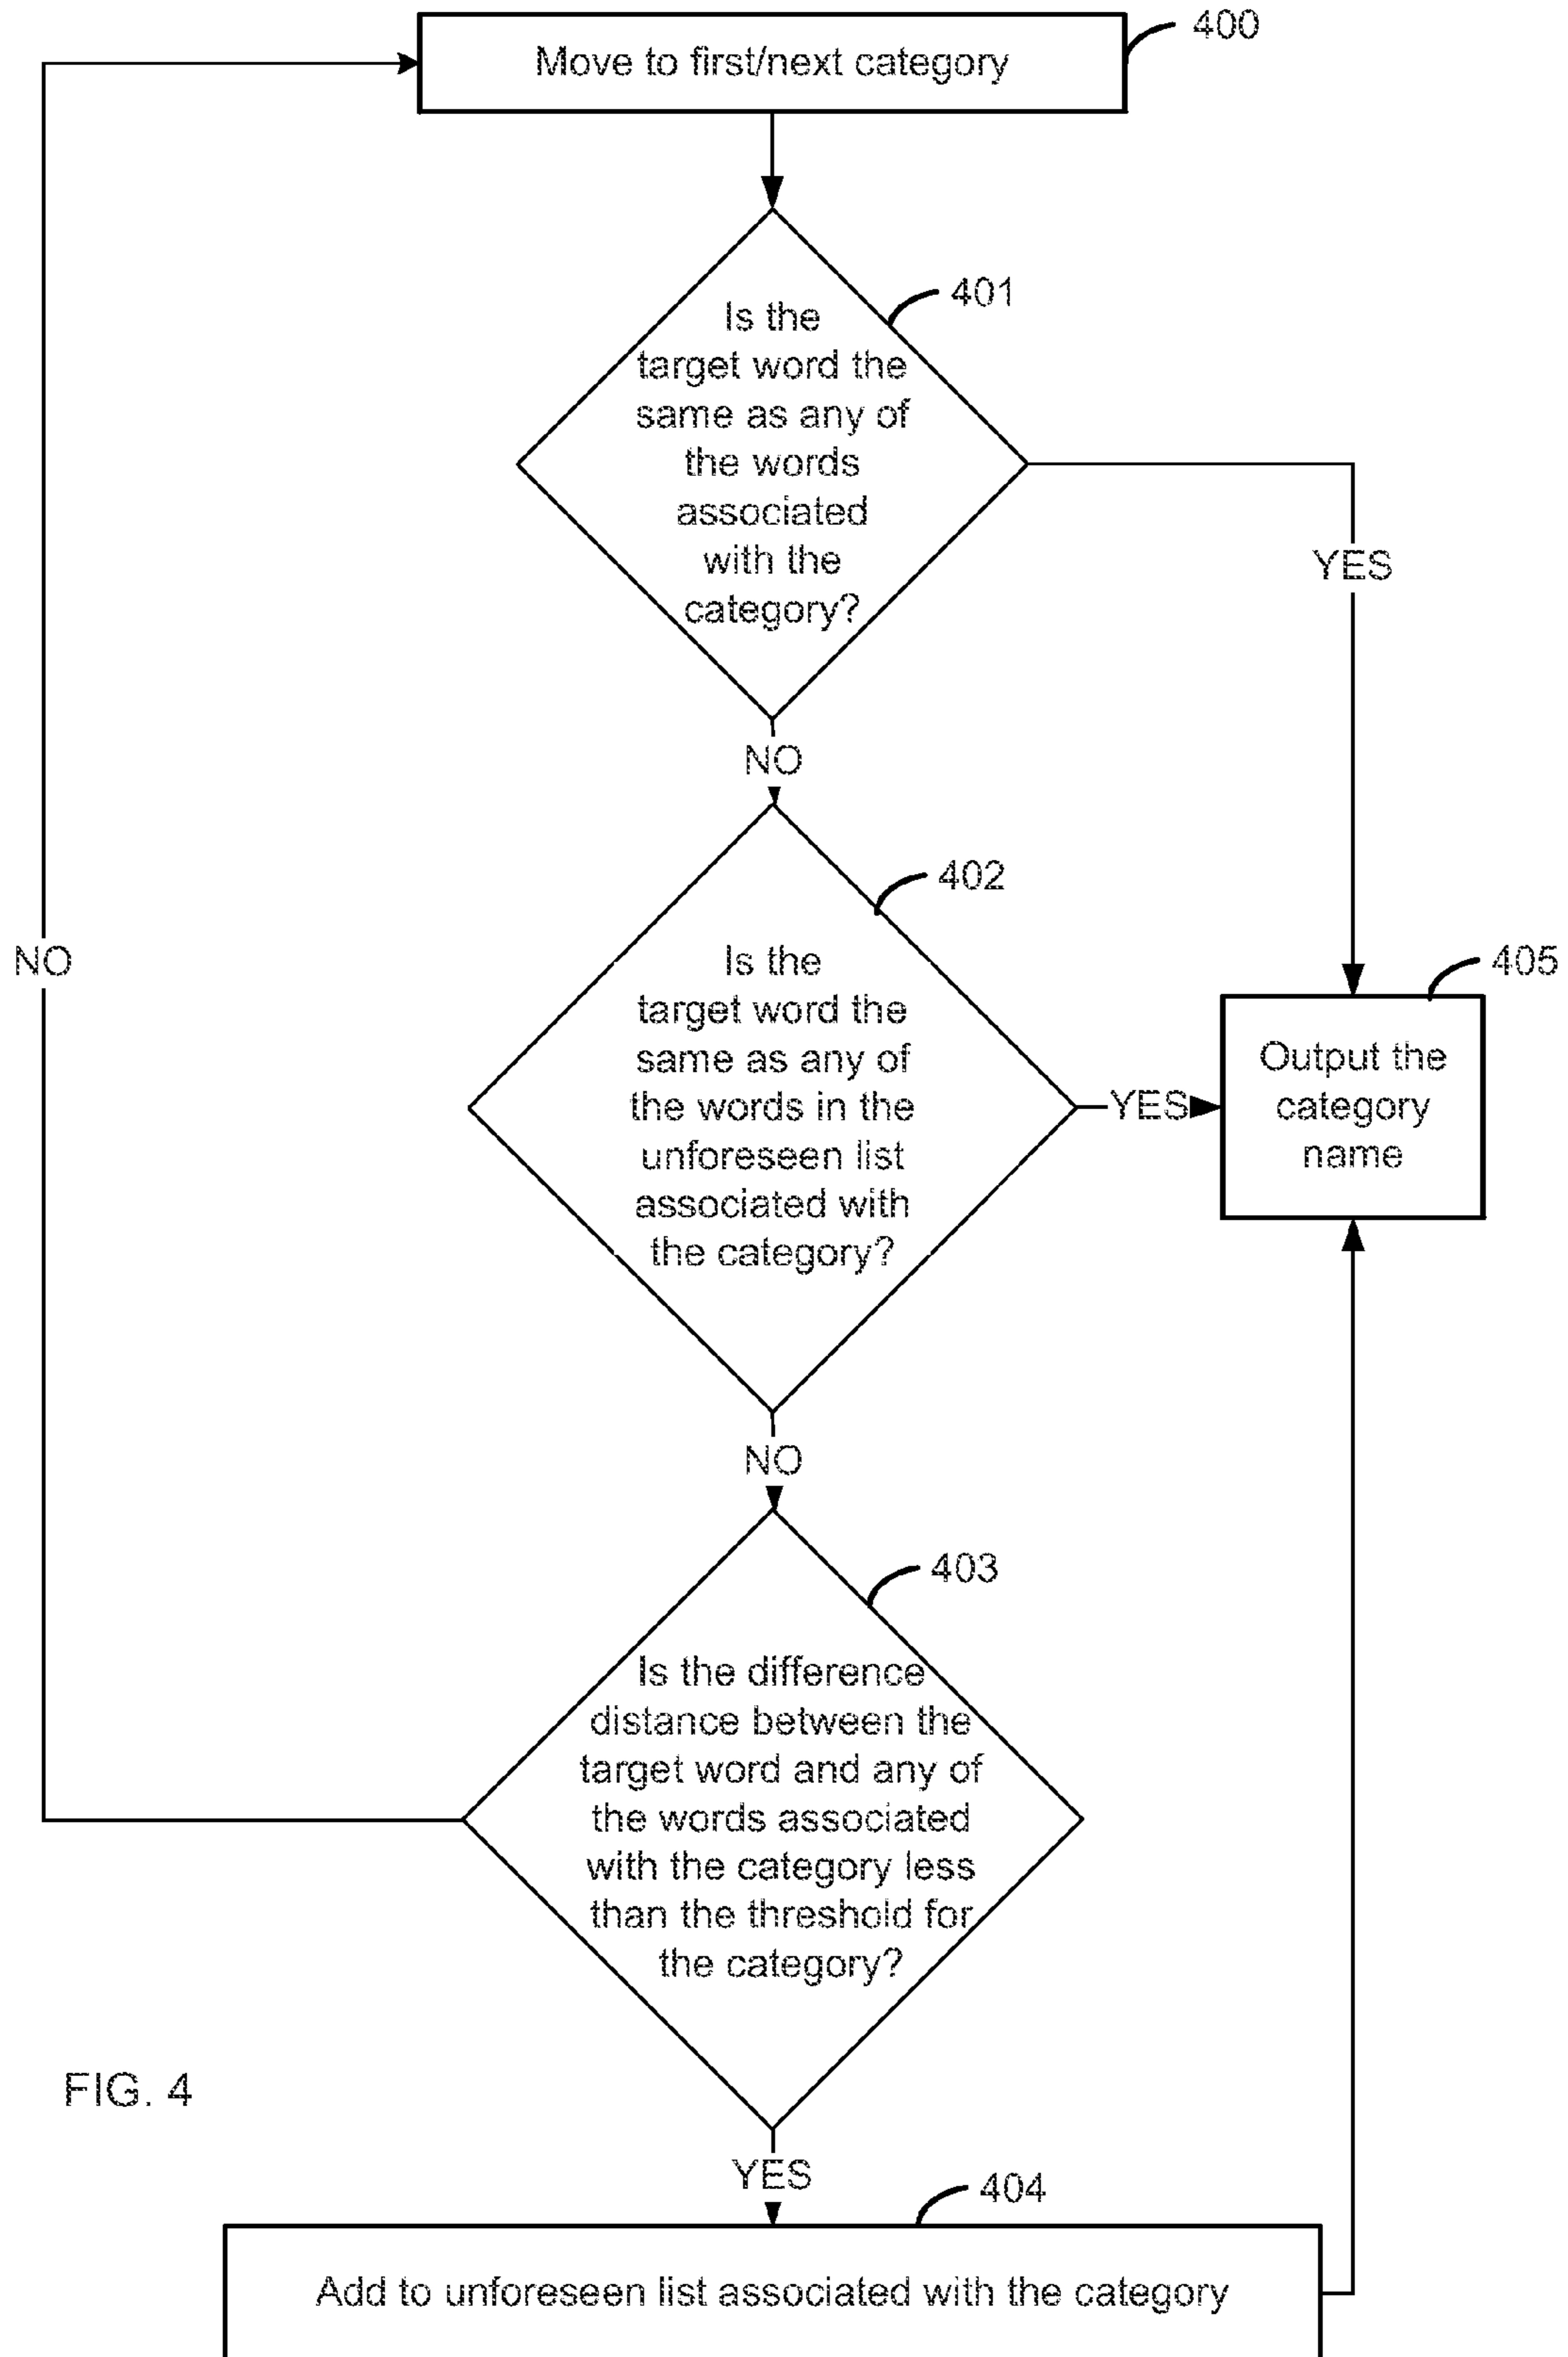 400
Move to first/next category
401
Is the
target word the
same as any of
the words
associated
with the
category?
YES
NO
402
NO
Is the
target word the
same as any of
the words in the
unforeseen list
associated with
the category?
YES
405
Output the
category
name
NO
403
Is the difference
distance between the
target word and any of
the words associated
with the category less
than the threshold for
the category?
FIG. 4
YES
404
Add to unforeseen list associated with the category